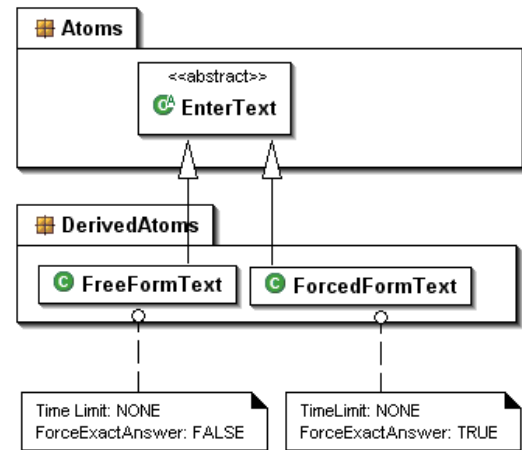 Atoms
<<abstract>>
EnterText
DerivedAtoms
FreeFormText
ForcedFormText
Time Limit: NONE
ForceExactAnswer: FALSE
TimeLimit: NONE
ForceExactAnswer: TRUE